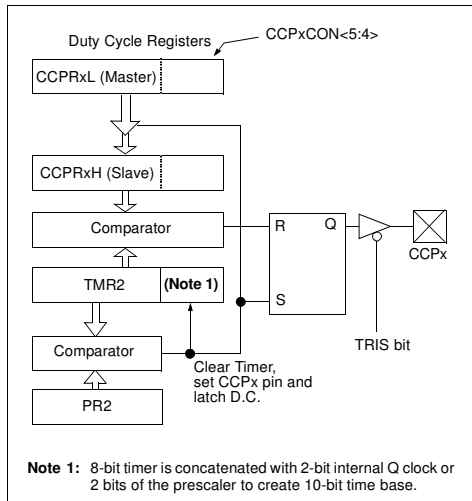 Duty Cycle Registers
CCPxCON<5:4>
CCPRxL (Master)
CCPRxH (Slave)
Comparator
R
Q
S
CCPx
TMR2
(Note 1)
TRIS bit
Comparator
Clear Timer,
set CCPx pin and
latch D.C.
PR2
Note 1: 8-bit timer is concatenated with 2-bit internal Q clock or
2 bits of the prescaler to create 10-bit time base.